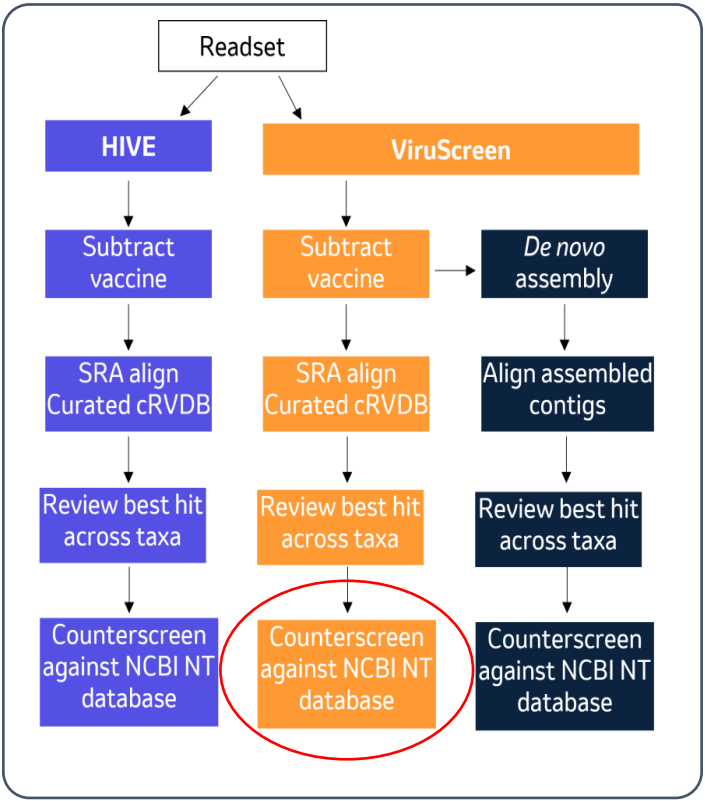 Readset
HIVE
ViruScreen
Subtract
vaccine
Subtract
vaccine
De novo
assembly
SRA align
Curated cRVDB
SRA align
Curated cRVDB
Align assembled
contigs
Review best hit
across taxa
Review best hit
across taxa
Review best hit
across taxa
Counterscreen
against NCBI NT
database
Counterscreen
against NCBI NT
database
Counterscreen
against NCBI NT
database